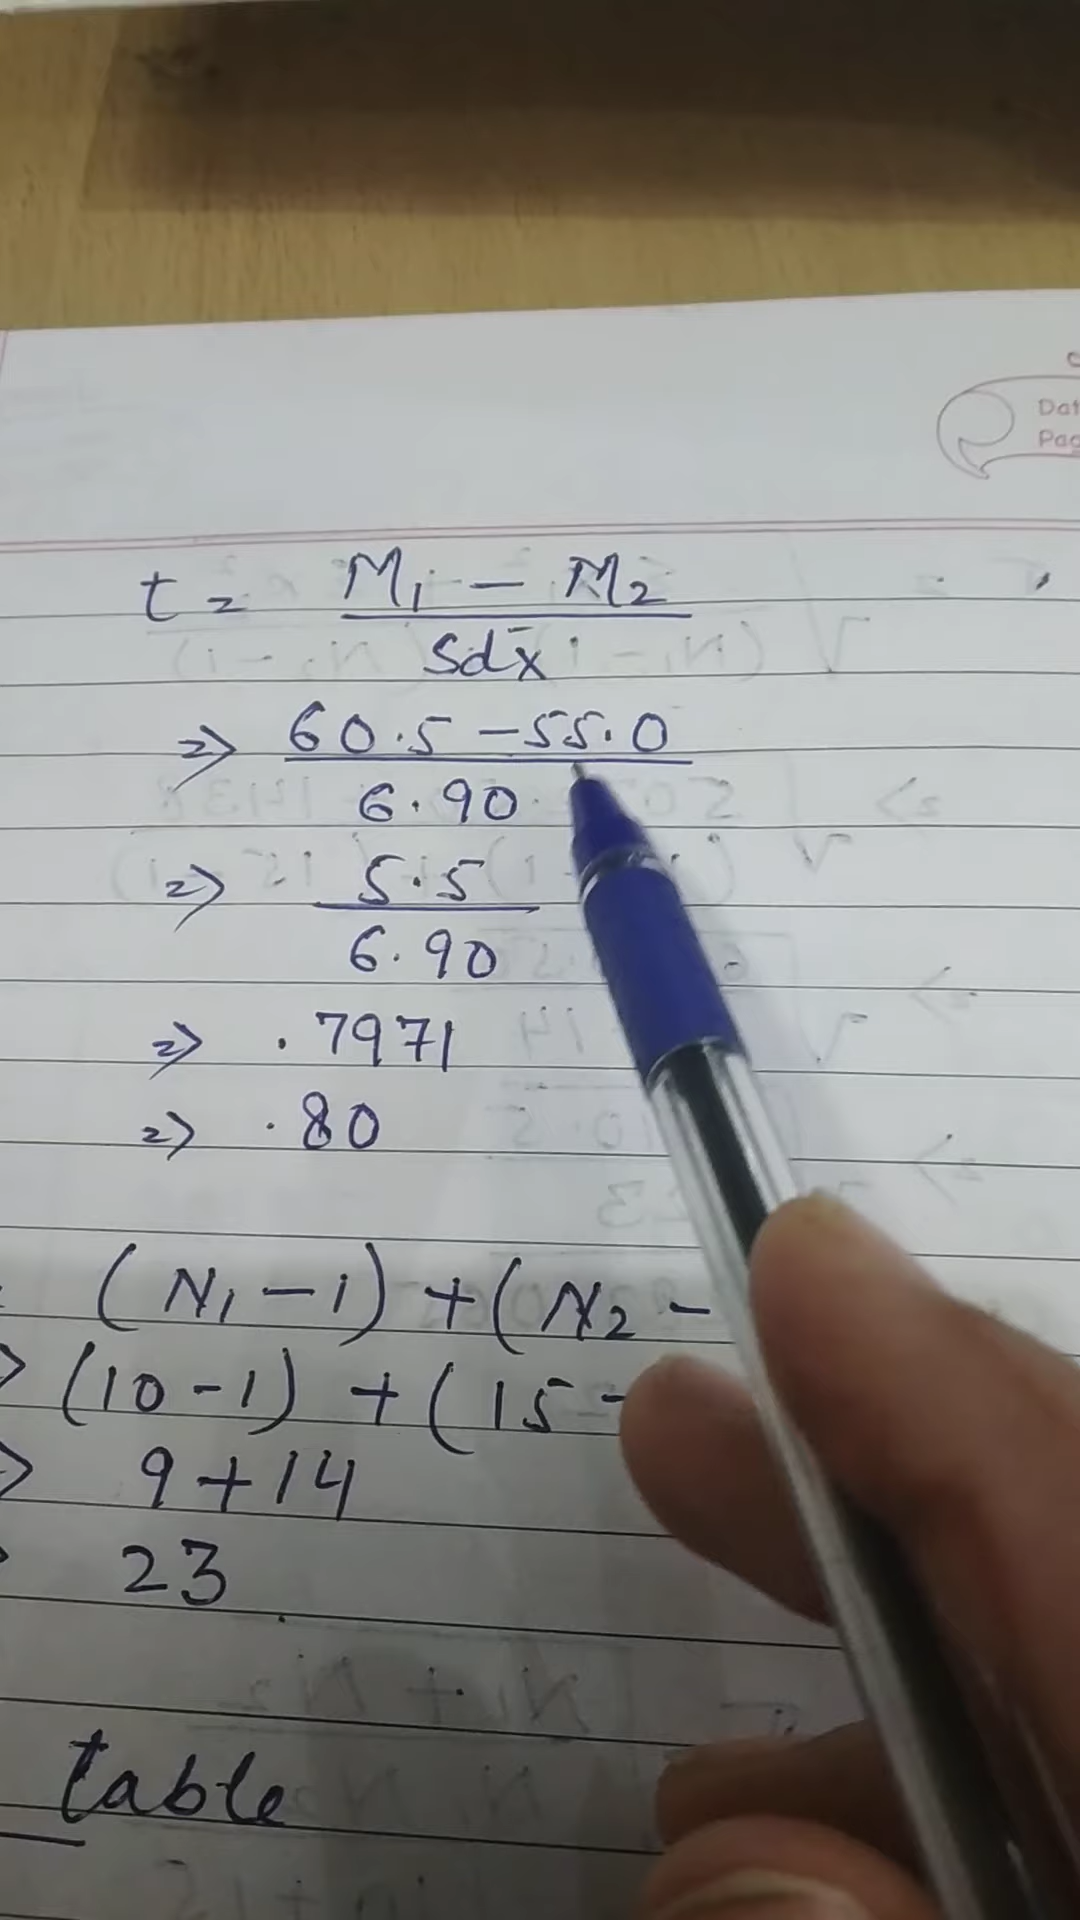 Dat
Pag
t = M₁ - M₂
Sdx̄
=> 60.5 - 55.0
6.90
=> 5.5
6.90
=> .7971
=> .80
(N₁ - 1) + (N₂ -
(10 - 1) + (15 -
9 + 14
23
table